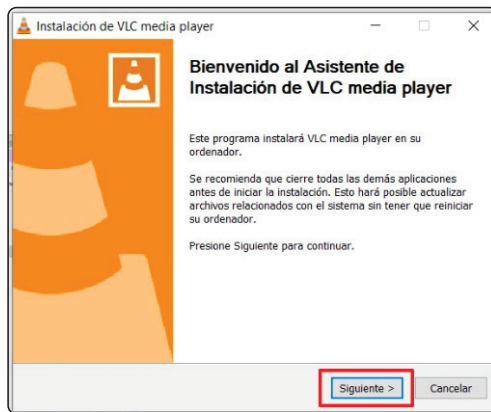 Instalación de VLC media player
Bienvenido al Asistente de
Instalación de VLC media player
Este programa instalará VLC media player en su
ordenador.
Se recomienda que cierre todas las demás aplicaciones
antes de iniciar la instalación. Esto hará posible actualizar
archivos relacionados con el sistema sin tener que reiniciar
su ordenador.
Presione Siguiente para continuar.
Siguiente > Cancelar